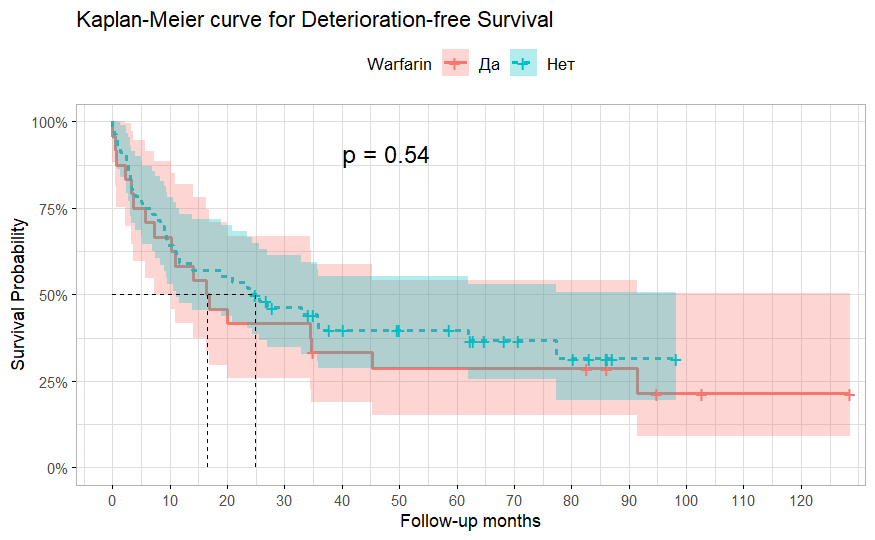 Kaplan-Meier curve for Deterioration-free Survival
Warfarin Да Нет
100%
75%
50%
25%
0%
p = 0.54
Survival Probability
0 10 20 30 40 50 60 70 80 90 100 110 120
Follow-up months